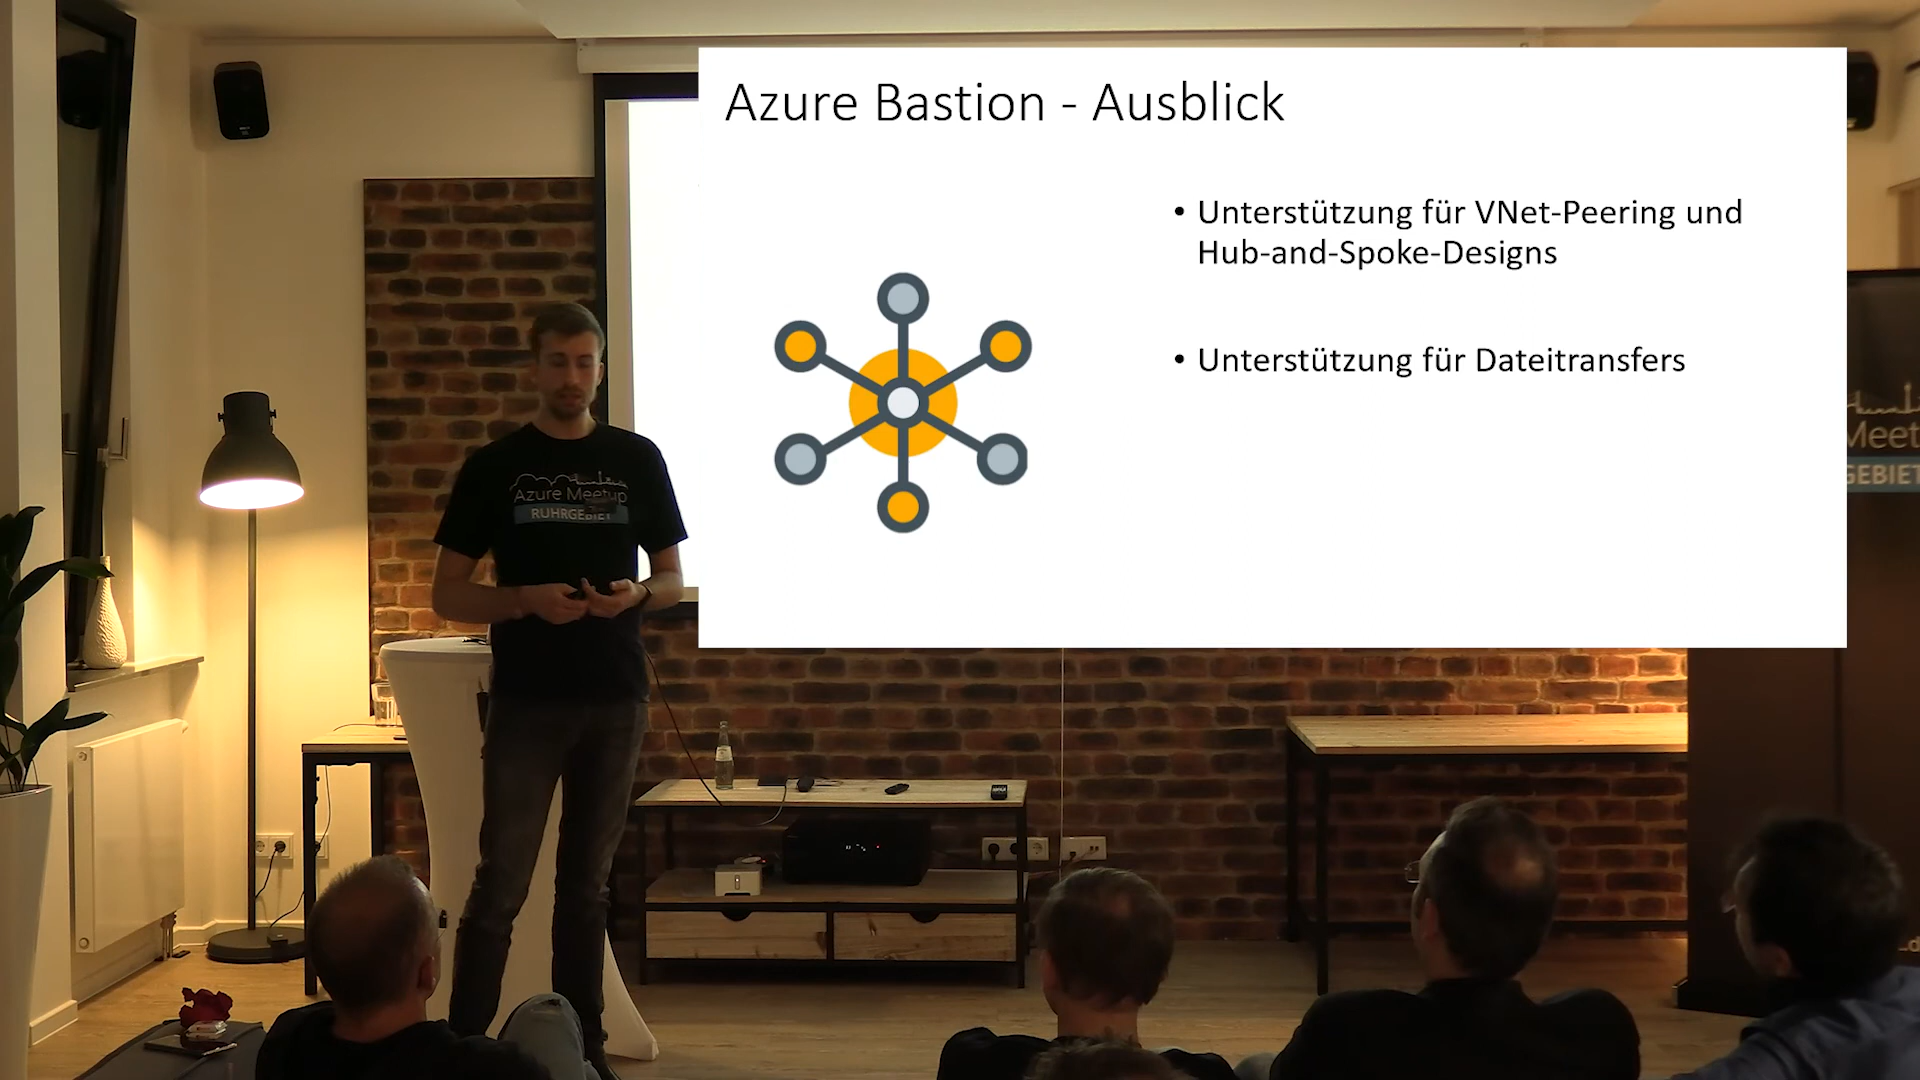 Azure Bastion - Ausblick
• Unterstützung für VNet-Peering und
Hub-and-Spoke-Designs
• Unterstützung für Dateitransfers
Azure Meetup
RUHRGEBIET
Meet
GEBIET